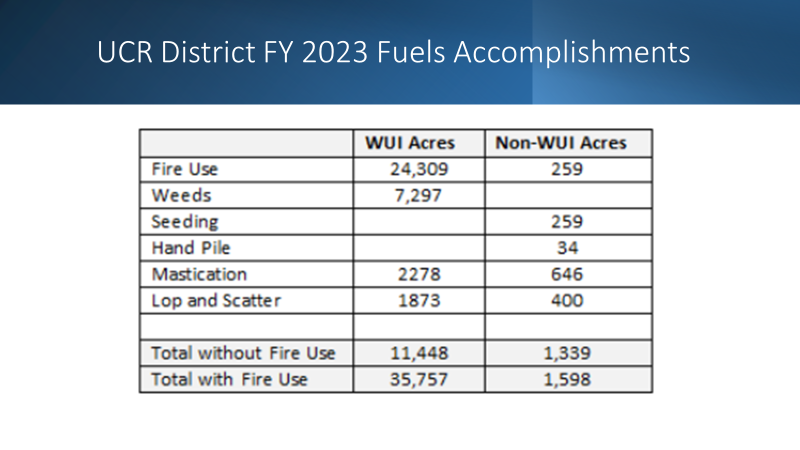 UCR District FY 2023 Fuels Accomplishments
WUI Acres Non-WUI Acres
Fire Use 24,309 259
Weeds 7,297
Seeding 259
Hand Pile 34
Mastication 2278 646
Lop and Scatter 1873 400
Total without Fire Use 11,448 1,339
Total with Fire Use 35,757 1,598